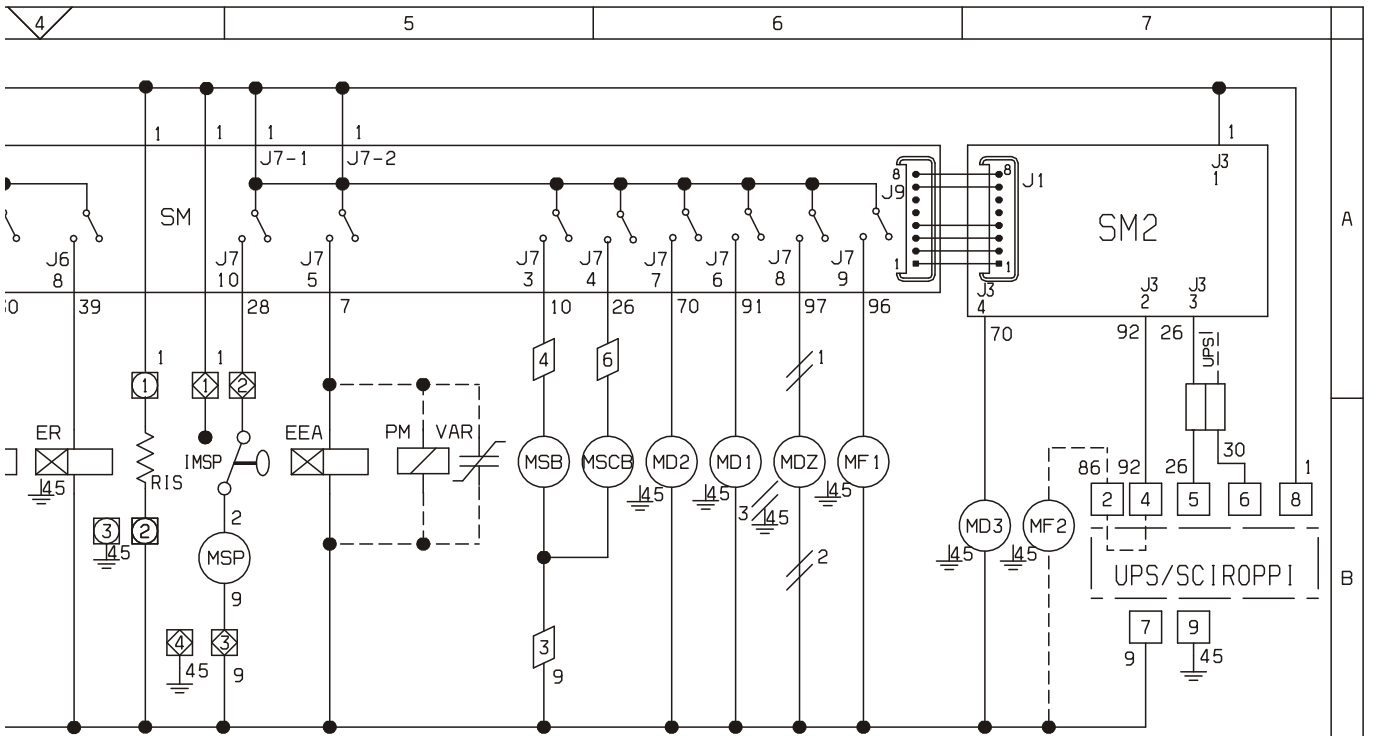 4 5 6 7
1 1 1 1 1
J7-1 J7-2
J3
1
8 8
J9 J1
SM SM2
A
J6 J7 J7 J7 J7 J7 J7 J7 J7
8 10 5 3 4 7 6 8 9
1 1
J3
4
J3 J3
2 3
39 28 7 10 26 70 91 97 96
70 92 26
UPSI
1 1 4 6 1
1 1 2
ER EEA PM VAR
IMSP
MSB MSCB MD2 MD1 MDZ MF1
30
86 92 26 1
45 RIS 45 45 3 45 45
2 4 5 6 8
3 2 2
45
MSP
MD3 MF2
45 45
2
UPS/SCIROPPI
B
9
4 3 3 7 9
45 9 9 9 45